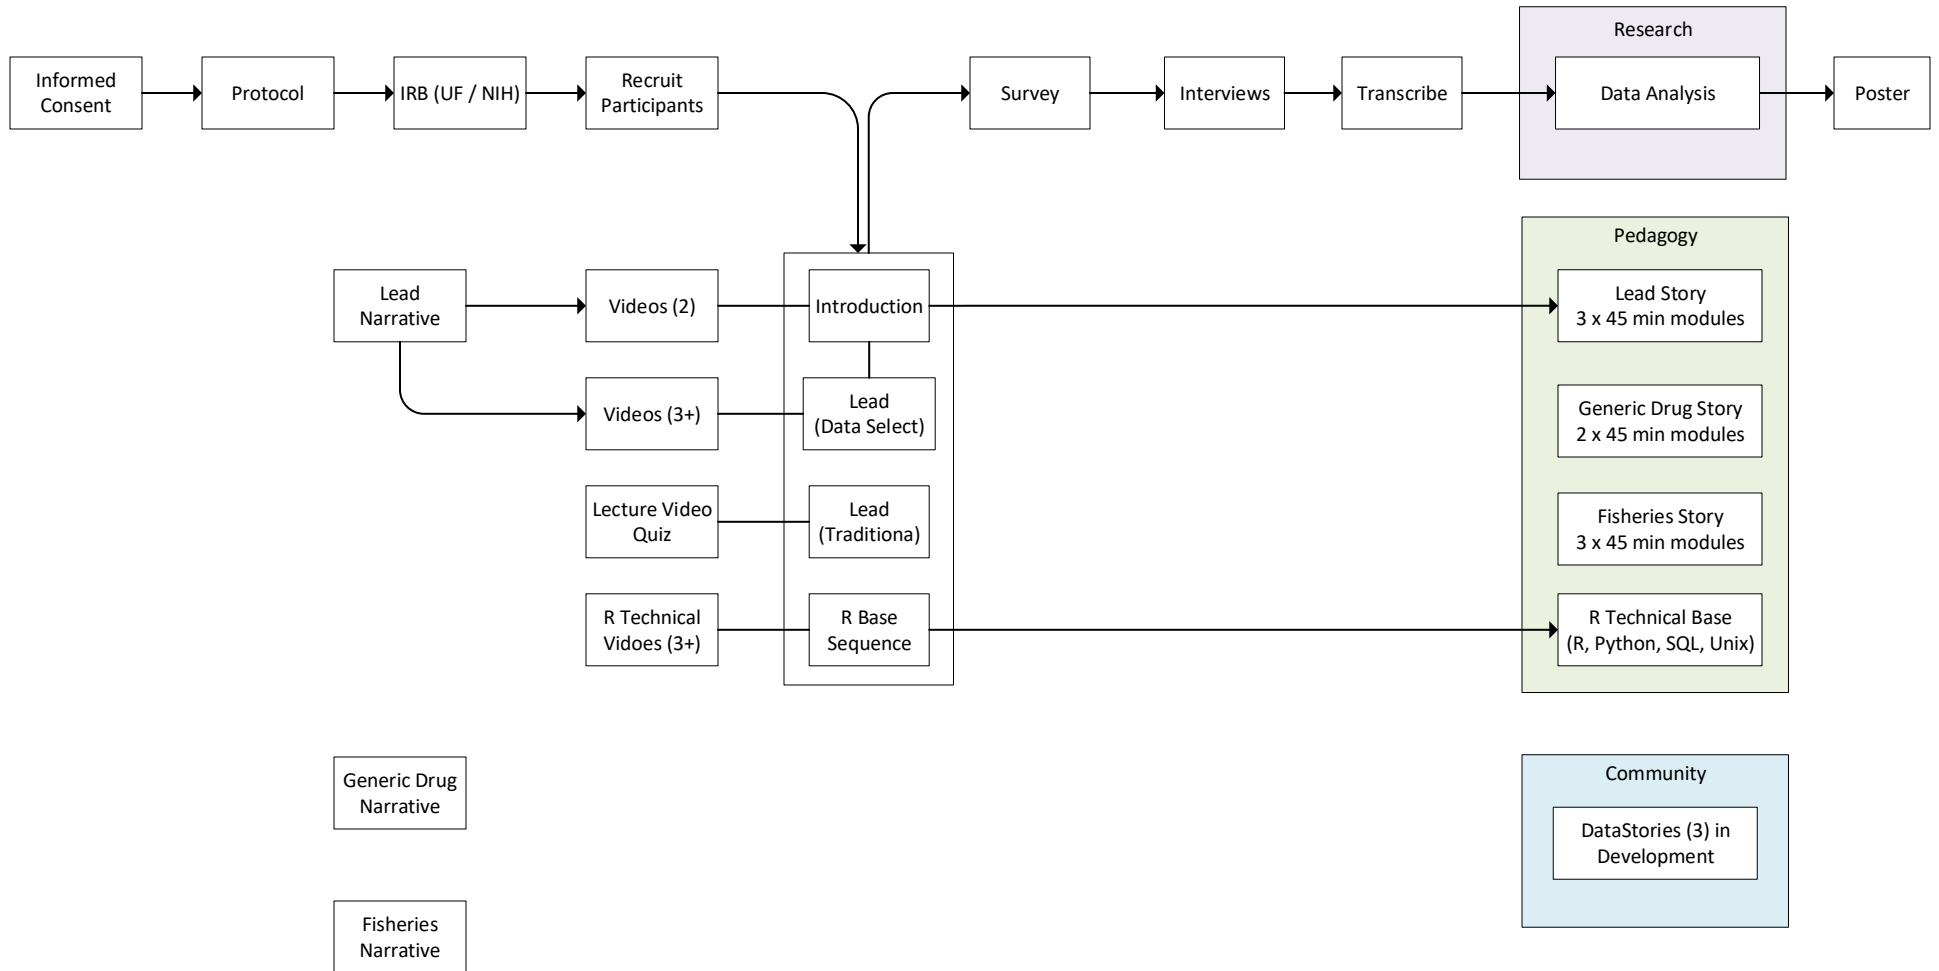 Research
Informed
Consent
Protocol
IRB (UF / NIH)
Recruit
Participants
Survey
Interviews
Transcribe
Data Analysis
Poster
Pedagogy
Lead
Narrative
Videos (2)
Introduction
Lead Story
3 x 45 min modules
Videos (3+)
Lead
(Data Select)
Generic Drug Story
2 x 45 min modules
Lecture Video
Quiz
Lead
(Traditiona)
Fisheries Story
3 x 45 min modules
R Technical
Vidoes (3+)
R Base
Sequence
R Technical Base
(R, Python, SQL, Unix)
Generic Drug
Narrative
Community
DataStories (3) in
Development
Fisheries
Narrative